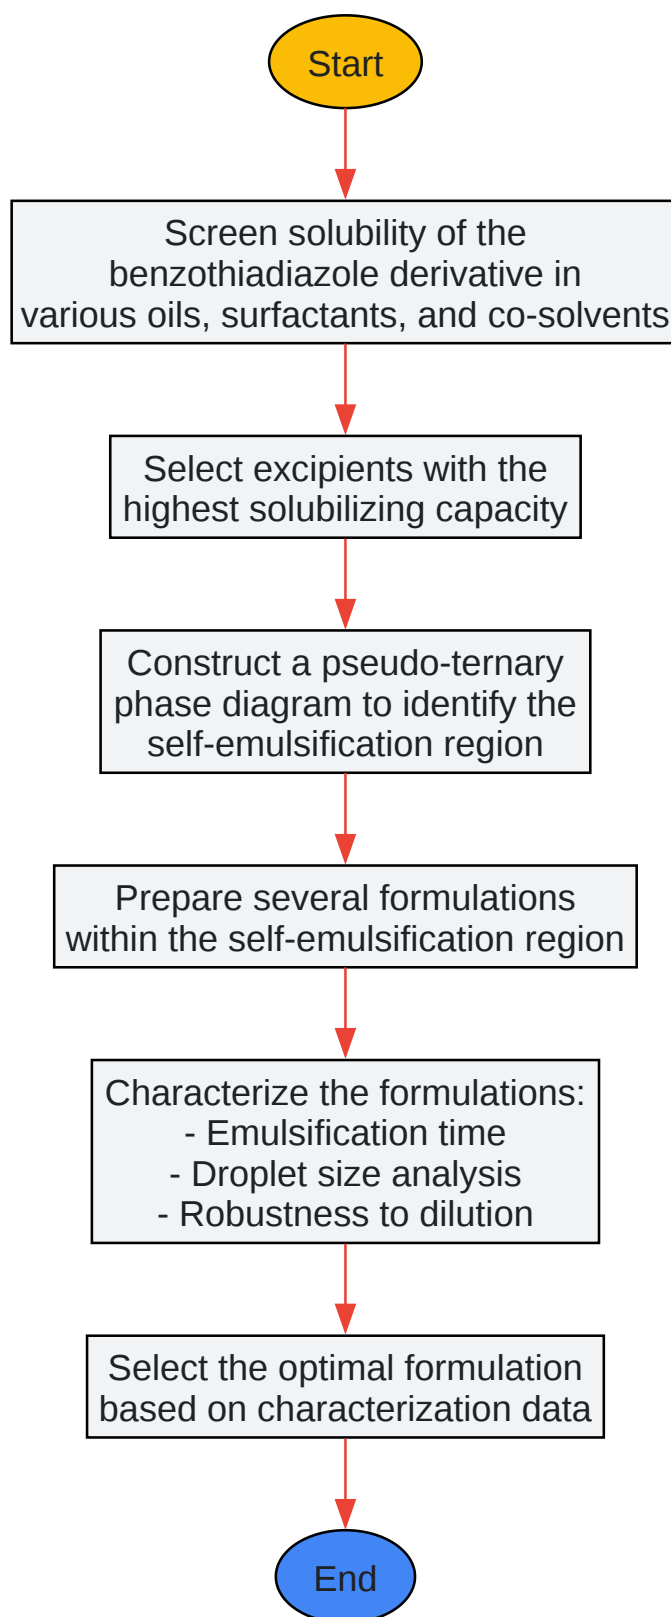 Start
Screen solubility of the
benzothiadiazole derivative in
various oils, surfactants, and co-solvents
Select excipients with the
highest solubilizing capacity
Construct a pseudo-ternary
phase diagram to identify the
self-emulsification region
Prepare several formulations
within the self-emulsification region
Characterize the formulations:
- Emulsification time
- Droplet size analysis
- Robustness to dilution
Select the optimal formulation
based on characterization data
End